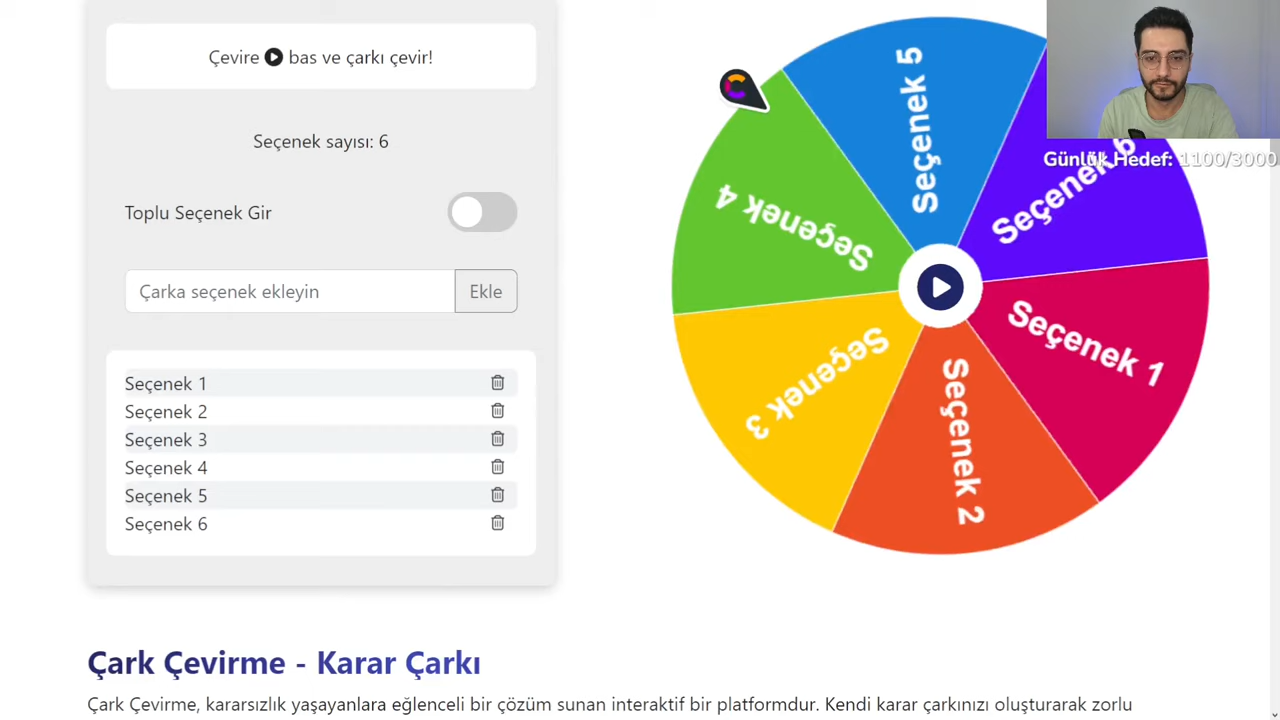 Çevire bas ve çarkı çevir!
Seçenek sayısı: 6
Toplu Seçenek Gir
Çarka seçenek ekleyin
Ekle
Seçenek 1
Seçenek 2
Seçenek 3
Seçenek 4
Seçenek 5
Seçenek 6
Seçenek 5
Seçenek 6
Seçenek 4
Seçenek 1
Seçenek 3
Seçenek 2
Günlük Hedef: 1100/3000
Çark Çevirme - Karar Çarkı
Çark Çevirme, kararsızlık yaşayanlara eğlenceli bir çözüm sunan interaktif bir platformdur. Kendi karar çarkınızı oluşturarak zorlu